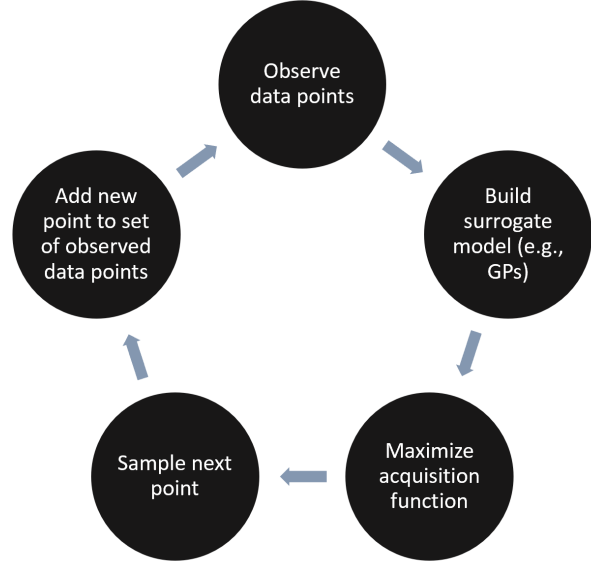 Observe
data points
Build
surrogate
model (e.g.,
GPs)
Maximize
acquisition
function
Sample next
point
Add new
point to set
of observed
data points